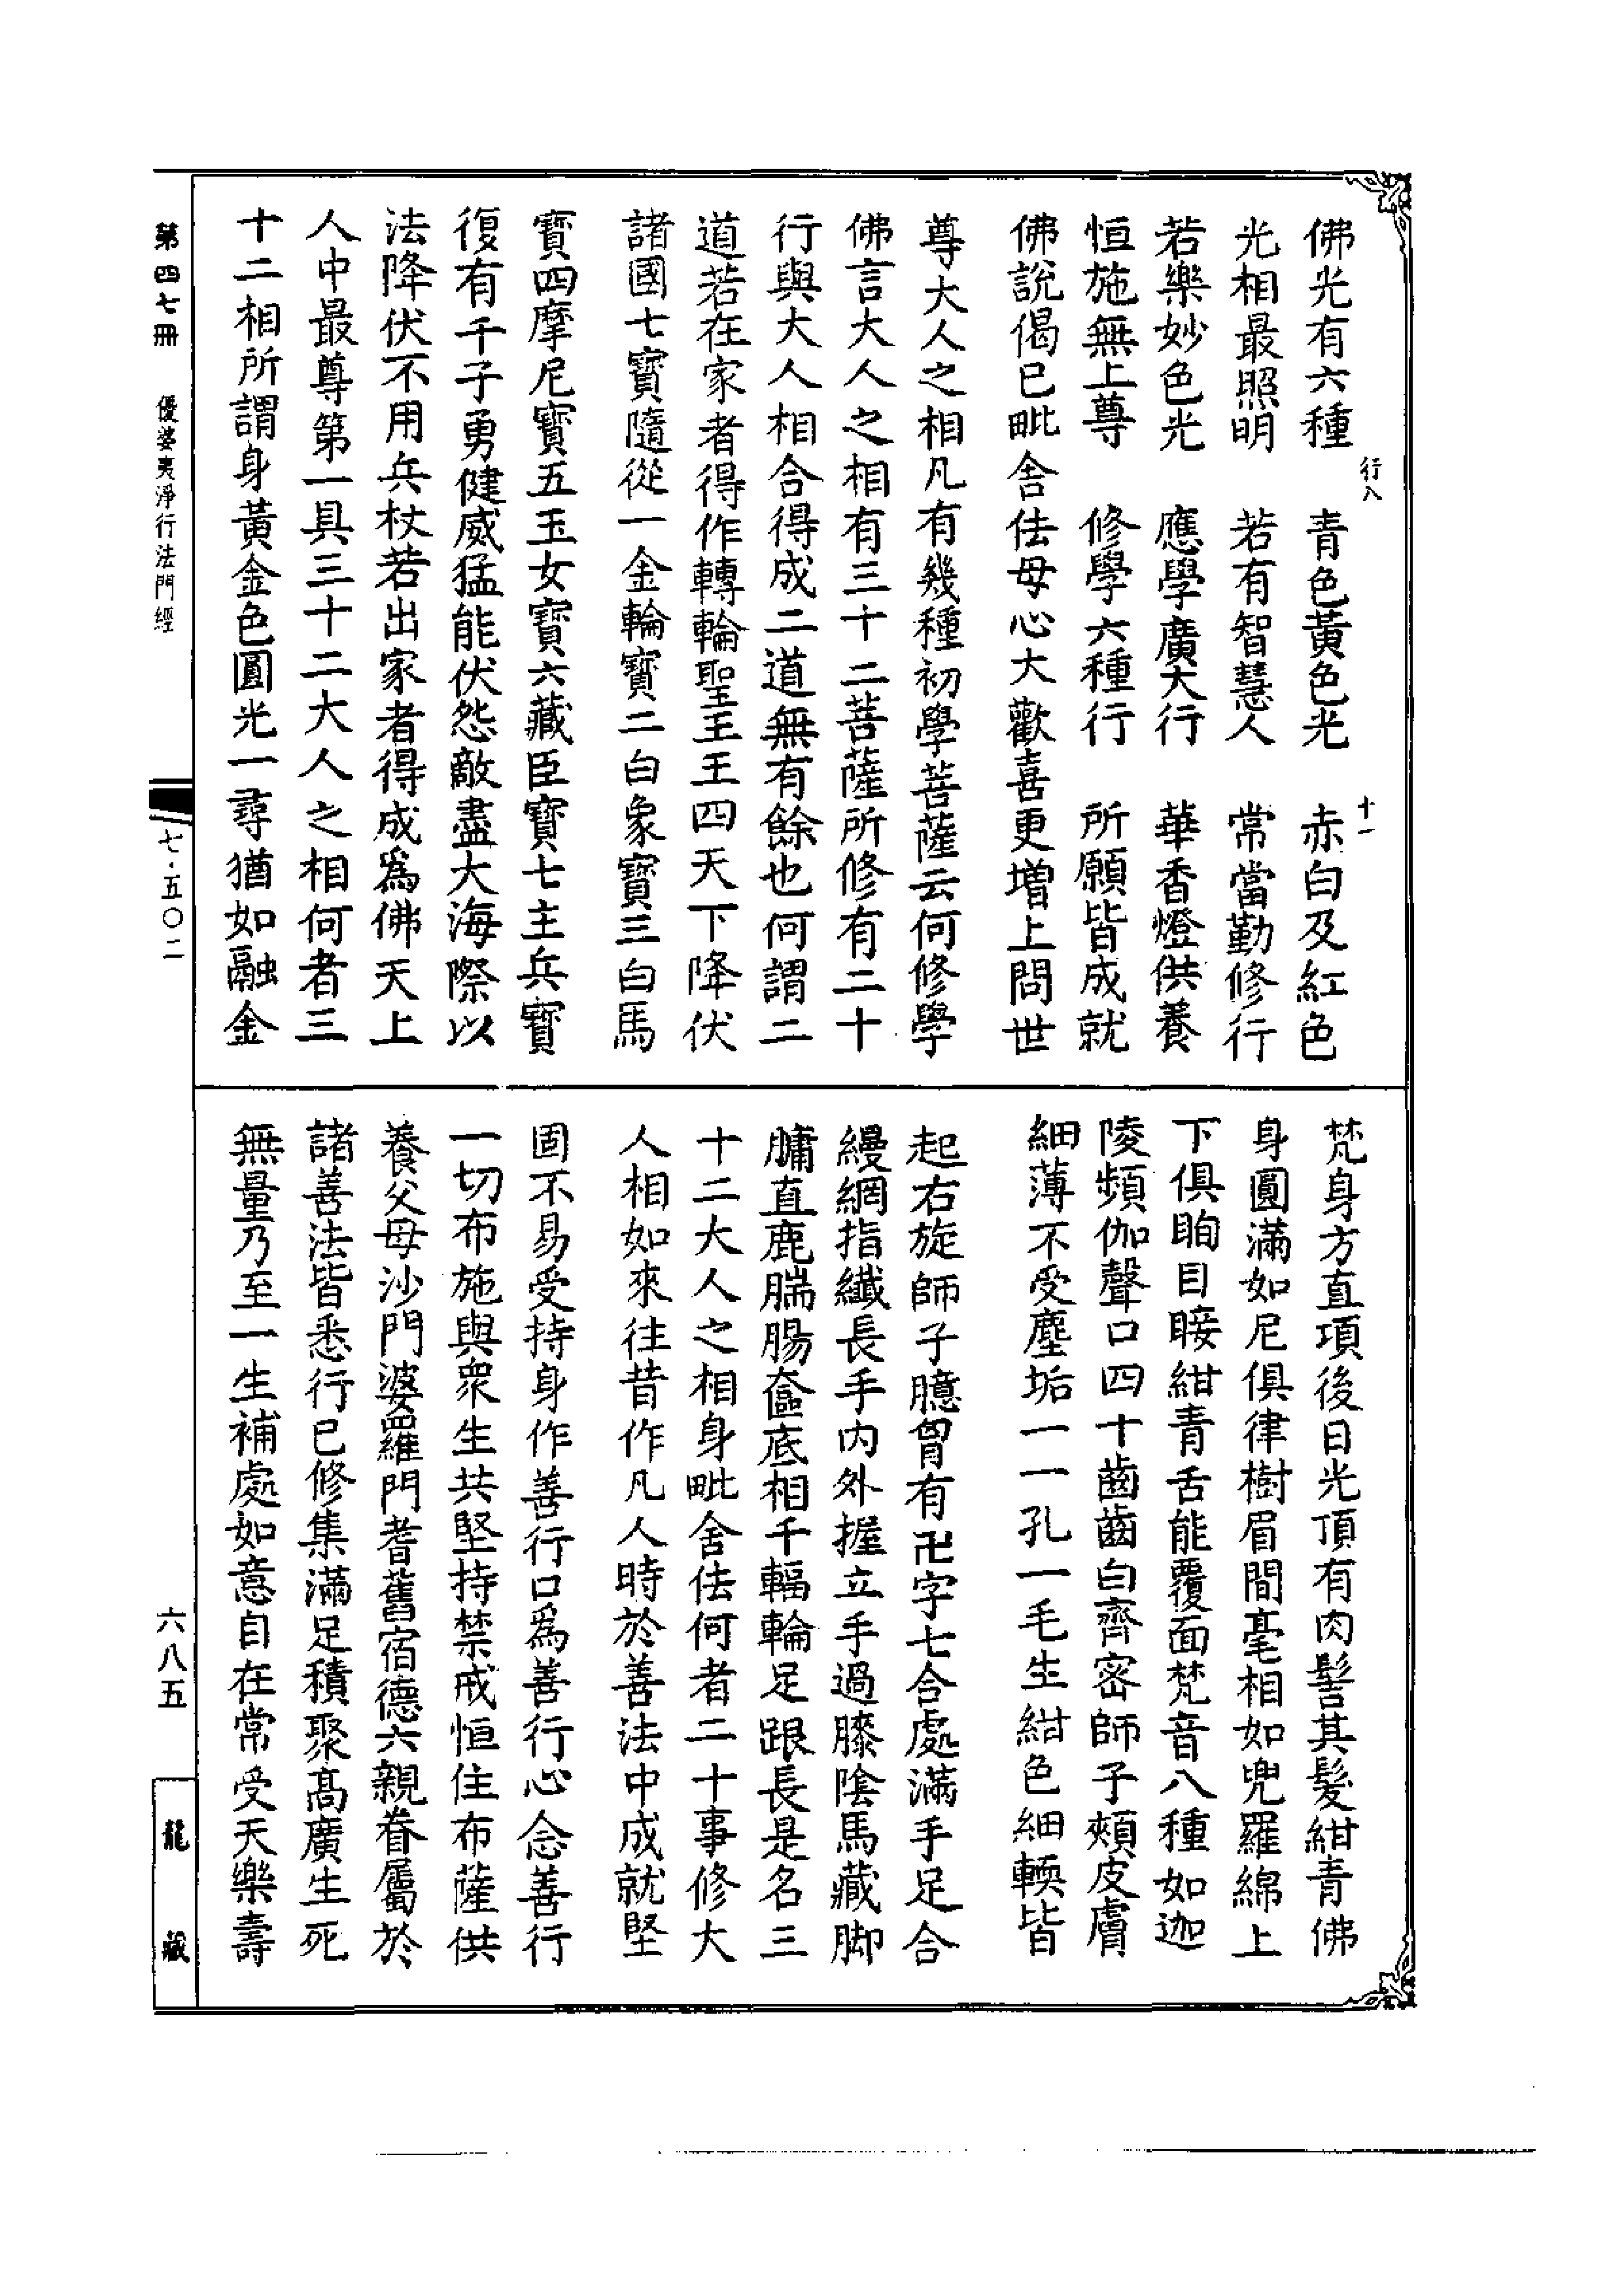 行八
十一
佛光有六種　青色黃色光　赤白及紅色
光相最照明　若有智慧人　常當勤修行
若樂妙色光　應學廣大行　華香燈供養
恒施無上尊　修學六種行　所願皆成就
佛說偈已毗舍佉母心大歡喜更增上問世
尊大人之相凡有幾種初學菩薩云何修學
佛言大人之相有三十二菩薩所修有二十
行與大人相合得成二道無有餘也何謂二
道若在家者得作轉輪聖王王四天下降伏
諸國七寶隨從一金輪寶二白象寶三白馬
寶四摩尼寶五玉女寶六藏臣寶七主兵寶
復有千子勇健威猛能伏怨敵盡大海際以
法降伏不用兵杖若出家者得成爲佛天上
人中最尊第一具三十二大人之相何者三
十二相所謂身黃金色圓光一尋猶如融金
梵身方直項後日光頂有肉髻其髮紺青佛
身圓滿如尼俱律樹眉間毫相如兜羅綿上
下俱眴目睫紺青舌能覆面梵音八種如迦
陵頻伽聲口四十齒齒白齊密師子頰皮膚
細薄不受塵垢一一孔一毛生紺色細輭皆
起右旋師子臆胷有卍字七合處滿手足合
縵網指纖長手內外握立手過膝陰馬藏脚
𦟛直鹿腨腸奩底相千輻輪足跟長是名三
十二大人之相身毗舍佉何者二十事修大
人相如來往昔作凡人時於善法中成就堅
固不易受持身作善行口爲善行心念善行
一切布施與衆生共堅持禁戒恒住布薩供
養父母沙門婆羅門耆舊宿德六親眷屬於
諸善法皆悉行已修集滿足積聚高廣生死
無量乃至一生補處如意自在常受天樂壽
第四七冊　優婆夷淨行法門經
七·五〇二
六八五
龍藏